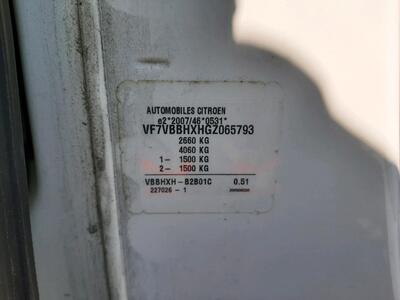 AUTOMOBILES CITROEN
e2*2007/46*0531*
VF7VBBHXHGZ065793
2660 KG
4060 KG
1- 1500 KG
2- 1500 KG
VBBHXH-B2B01C 0.51
227026 - 1